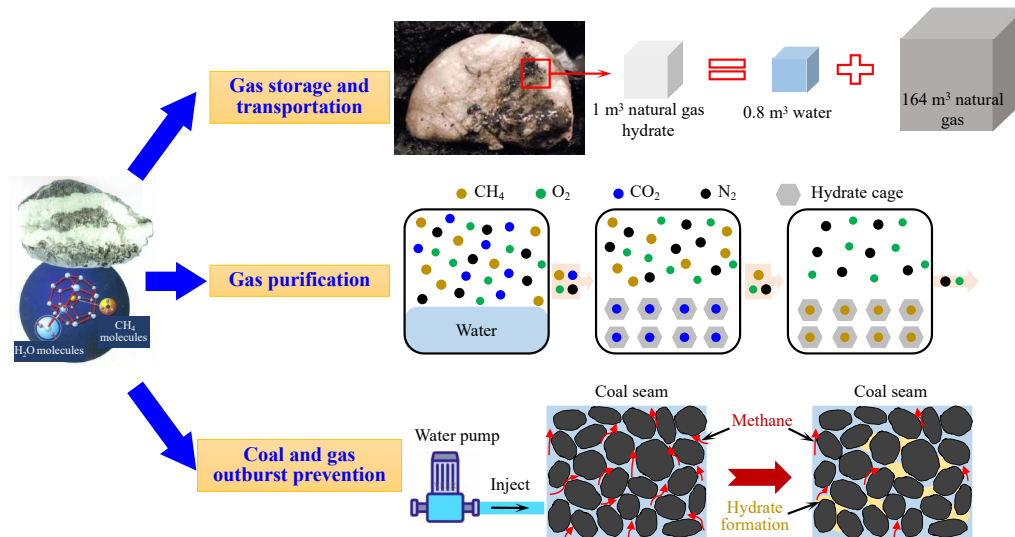 Gas storage and
transportation
1 m³ natural gas
hydrate
0.8 m³ water
164 m³ natural
gas
CH₄
O₂
CO₂
N₂
Hydrate cage
Gas purification
Water
CH₄
molecules
H₂O molecules
Coal seam
Coal seam
Methane
Water pump
Coal and gas
outburst prevention
Inject
Hydrate
formation